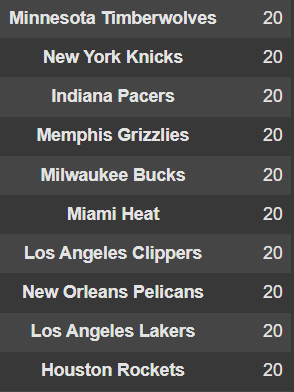 Minnesota Timberwolves 20
New York Knicks 20
Indiana Pacers 20
Memphis Grizzlies 20
Milwaukee Bucks 20
Miami Heat 20
Los Angeles Clippers 20
New Orleans Pelicans 20
Los Angeles Lakers 20
Houston Rockets 20